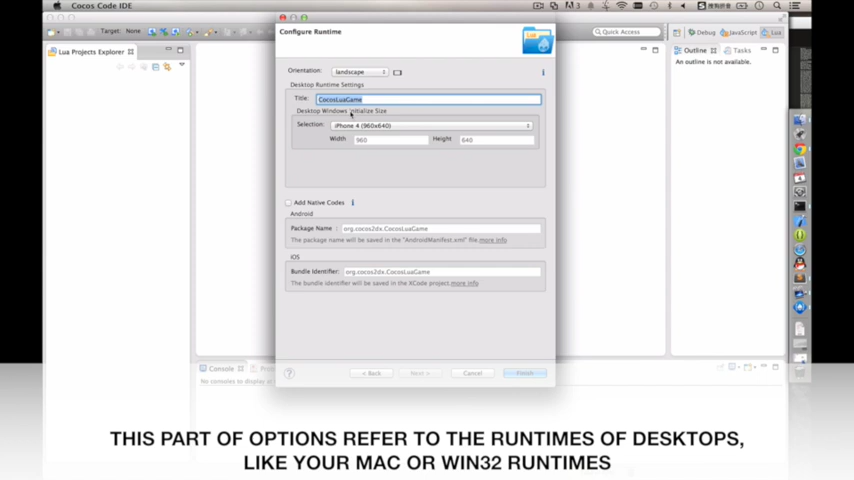 Cocos Code IDE
Target: None
Quick Access
Debug
JavaScript
Lua
Lua Projects Explorer
Outline
Tasks
An outline is not available.
Configure Runtime
Orientation: landscape
Desktop Runtime Settings
Title: CocosLuaGame
Desktop Windows Initialize Size
Selection: iPhone 4 (960x640)
Width 960 Height 640
Add Native Codes
Android
Package Name : org.cocos2dx.CocosLuaGame
The package name will be saved in the "AndroidManifest.xml" file.more info
iOS
Bundle Identifier: org.cocos2dx.CocosLuaGame
The bundle identifier will be saved in the XCode project.more info
Console
No consoles to display at
< Back
Next >
Cancel
Finish
THIS PART OF OPTIONS REFER TO THE RUNTIMES OF DESKTOPS,
LIKE YOUR MAC OR WIN32 RUNTIMES